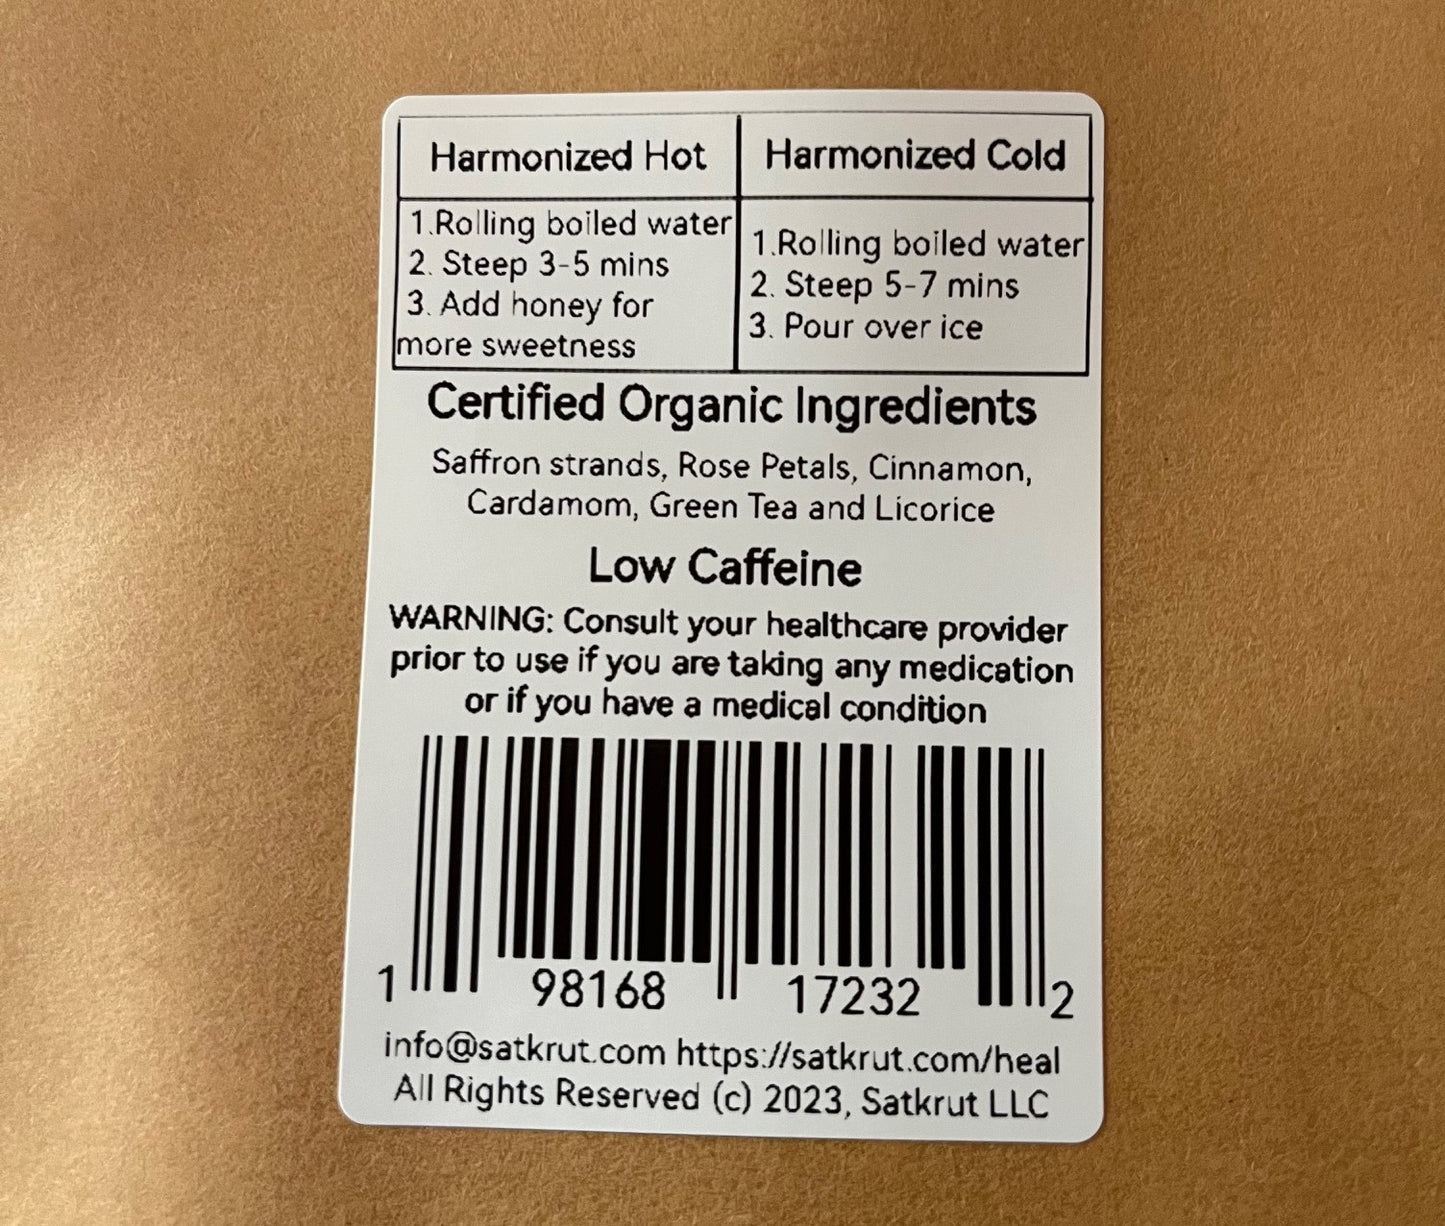 Harmonized Hot
1.Rolling boiled water
2. Steep 3-5 mins
3. Add honey for
more sweetness
Harmonized Cold
1.Rolling boiled water
2. Steep 5-7 mins
3. Pour over ice
Certified Organic Ingredients
Saffron strands, Rose Petals, Cinnamon,
Cardamom, Green Tea and Licorice
Low Caffeine
WARNING: Consult your healthcare provider
prior to use if you are taking any medication
or if you have a medical condition
1 98168 17232 2
info@satkrut.com https://satkrut.com/heal
All Rights Reserved (c) 2023, Satkrut LLC